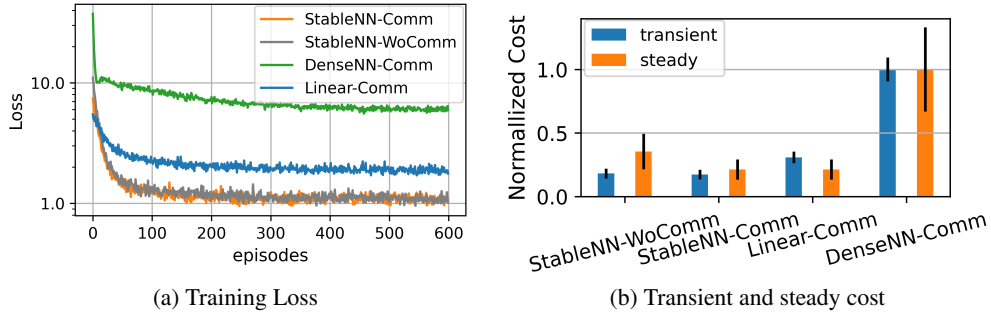 StableNN-Comm
StableNN-WoComm
DenseNN-Comm
Linear-Comm
10.0
1.0
Loss
0 100 200 300 400 500 600
episodes
(a) Training Loss
transient
steady
1.0
0.5
0.0
Normallized Cost
StableNN-WoComm
StableNN-Comm
Linear-Comm
DenseNN-Comm
(b) Transient and steady cost